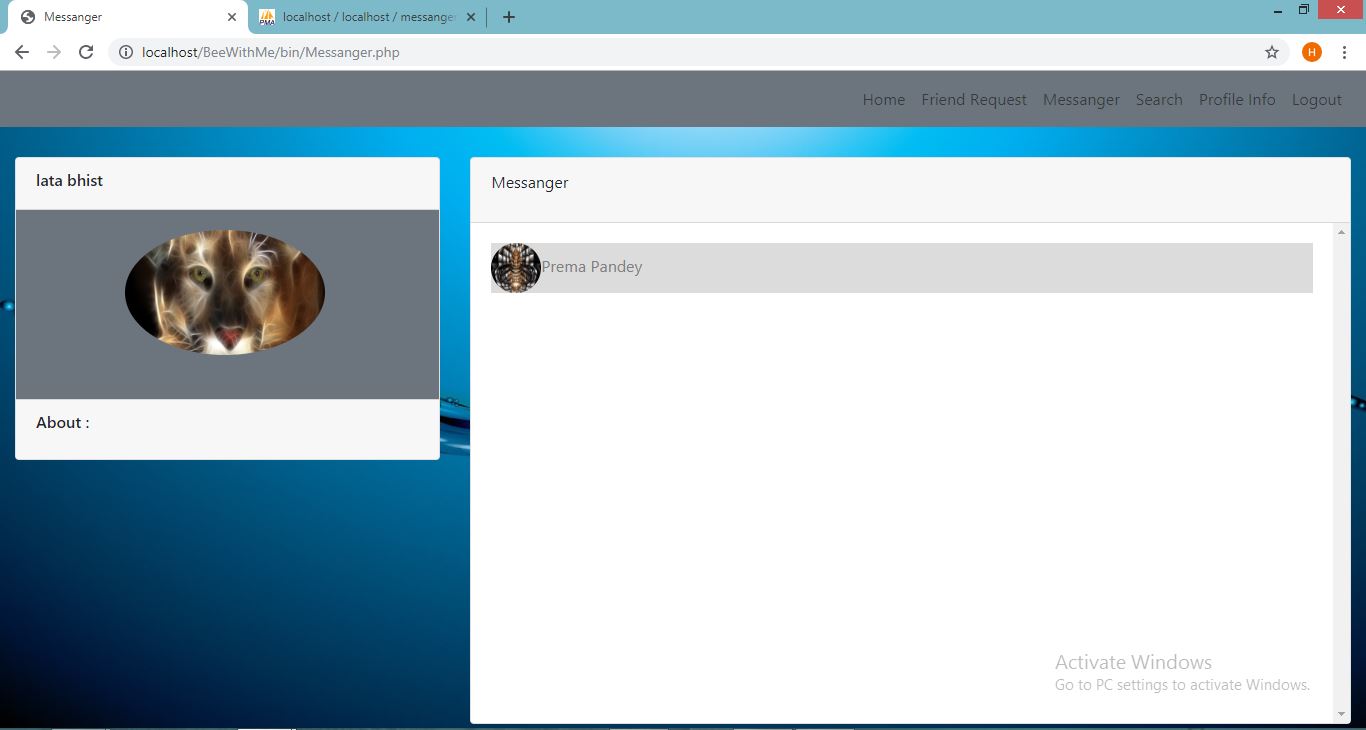 Messanger
localhost / localhost / messanger
localhost/BeeWithMe/bin/Messanger.php
H
Home Friend Request Messanger Search Profile Info Logout
lata bhist
About :
Messanger
Prema Pandey
Activate Windows
Go to PC settings to activate Windows.